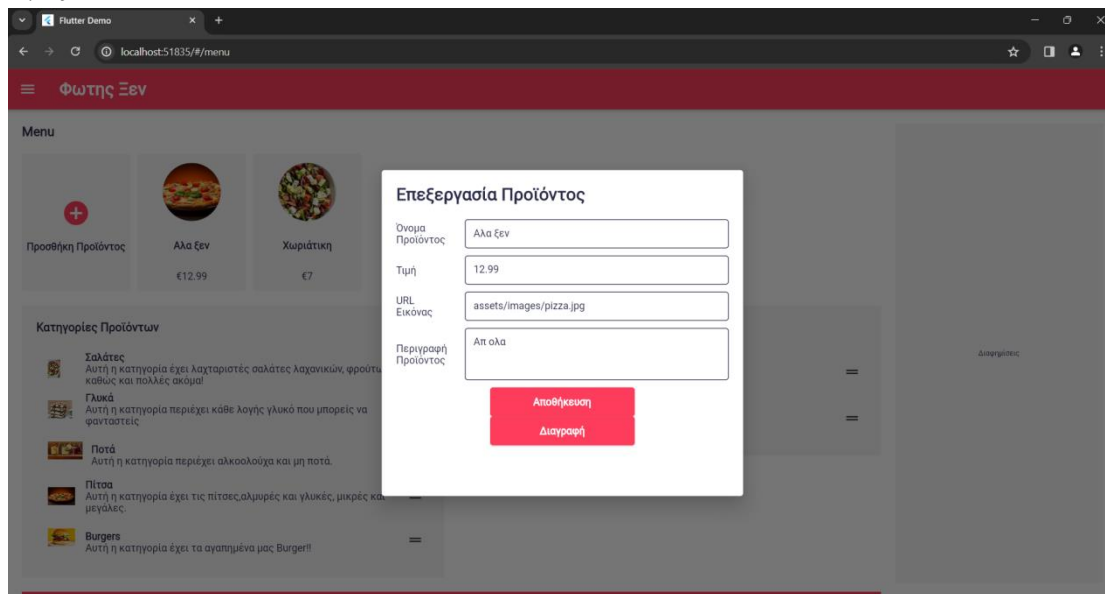 Flutter Demo
localhost:51835/#/menu
Φωτης Ξεν
Menu
Προσθήκη Προϊόντος
Αλα ξεν
€12.99
Χωριάτικη
€7
Κατηγορίες Προϊόντων
Σαλάτες
Αυτή η κατηγορία έχει λαχταριστές σαλάτες λαχανικών,
καθώς και πολλές ακόμα!
Γλυκά
Αυτή η κατηγορία περιέχει κάθε λογής γλυκό που μπορείς να
φανταστείς
Ποτά
Αυτή η κατηγορία περιέχει αλκοολούχα και μη ποτά.
Πίτσα
Αυτή η κατηγορία έχει τις πίτσες,αλμυρές και γλυκές, μικρές και
μεγάλες.
Burgers
Αυτή η κατηγορία έχει τα αγαπημένα μας Burger!!
Επεξεργασία Προϊόντος
Όνομα
Προϊόντος
Αλα ξεν
Τιμή
12.99
URL
Εικόνας
assets/images/pizza.jpg
Περιγραφή
Προϊόντος
Απ ολα
Αποθήκευση
Διαγραφή
Διαφημίσεις